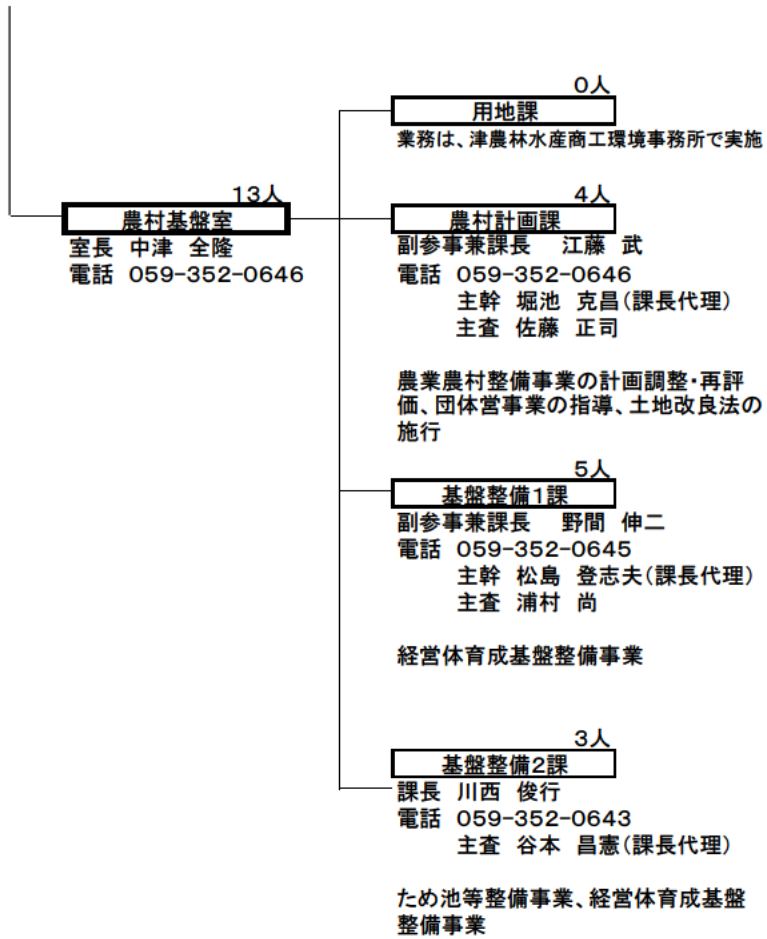 13人
農村基盤室
室長　中津　全隆
電話　059-352-0646
0人
用地課
業務は、津農林水産商工環境事務所で実施
4人
農村計画課
副参事兼課長　江藤　武
電話　059-352-0646
主幹　堀池　克昌(課長代理)
主査　佐藤　正司
農業農村整備事業の計画調整・再評
価、団体営事業の指導、土地改良法の
施行
5人
基盤整備1課
副参事兼課長　野間　伸二
電話　059-352-0645
主幹　松島　登志夫(課長代理)
主査　浦村　尚
経営体育成基盤整備事業
3人
基盤整備2課
課長　川西　俊行
電話　059-352-0643
主査　谷本　昌憲(課長代理)
ため池等整備事業、経営体育成基盤
整備事業